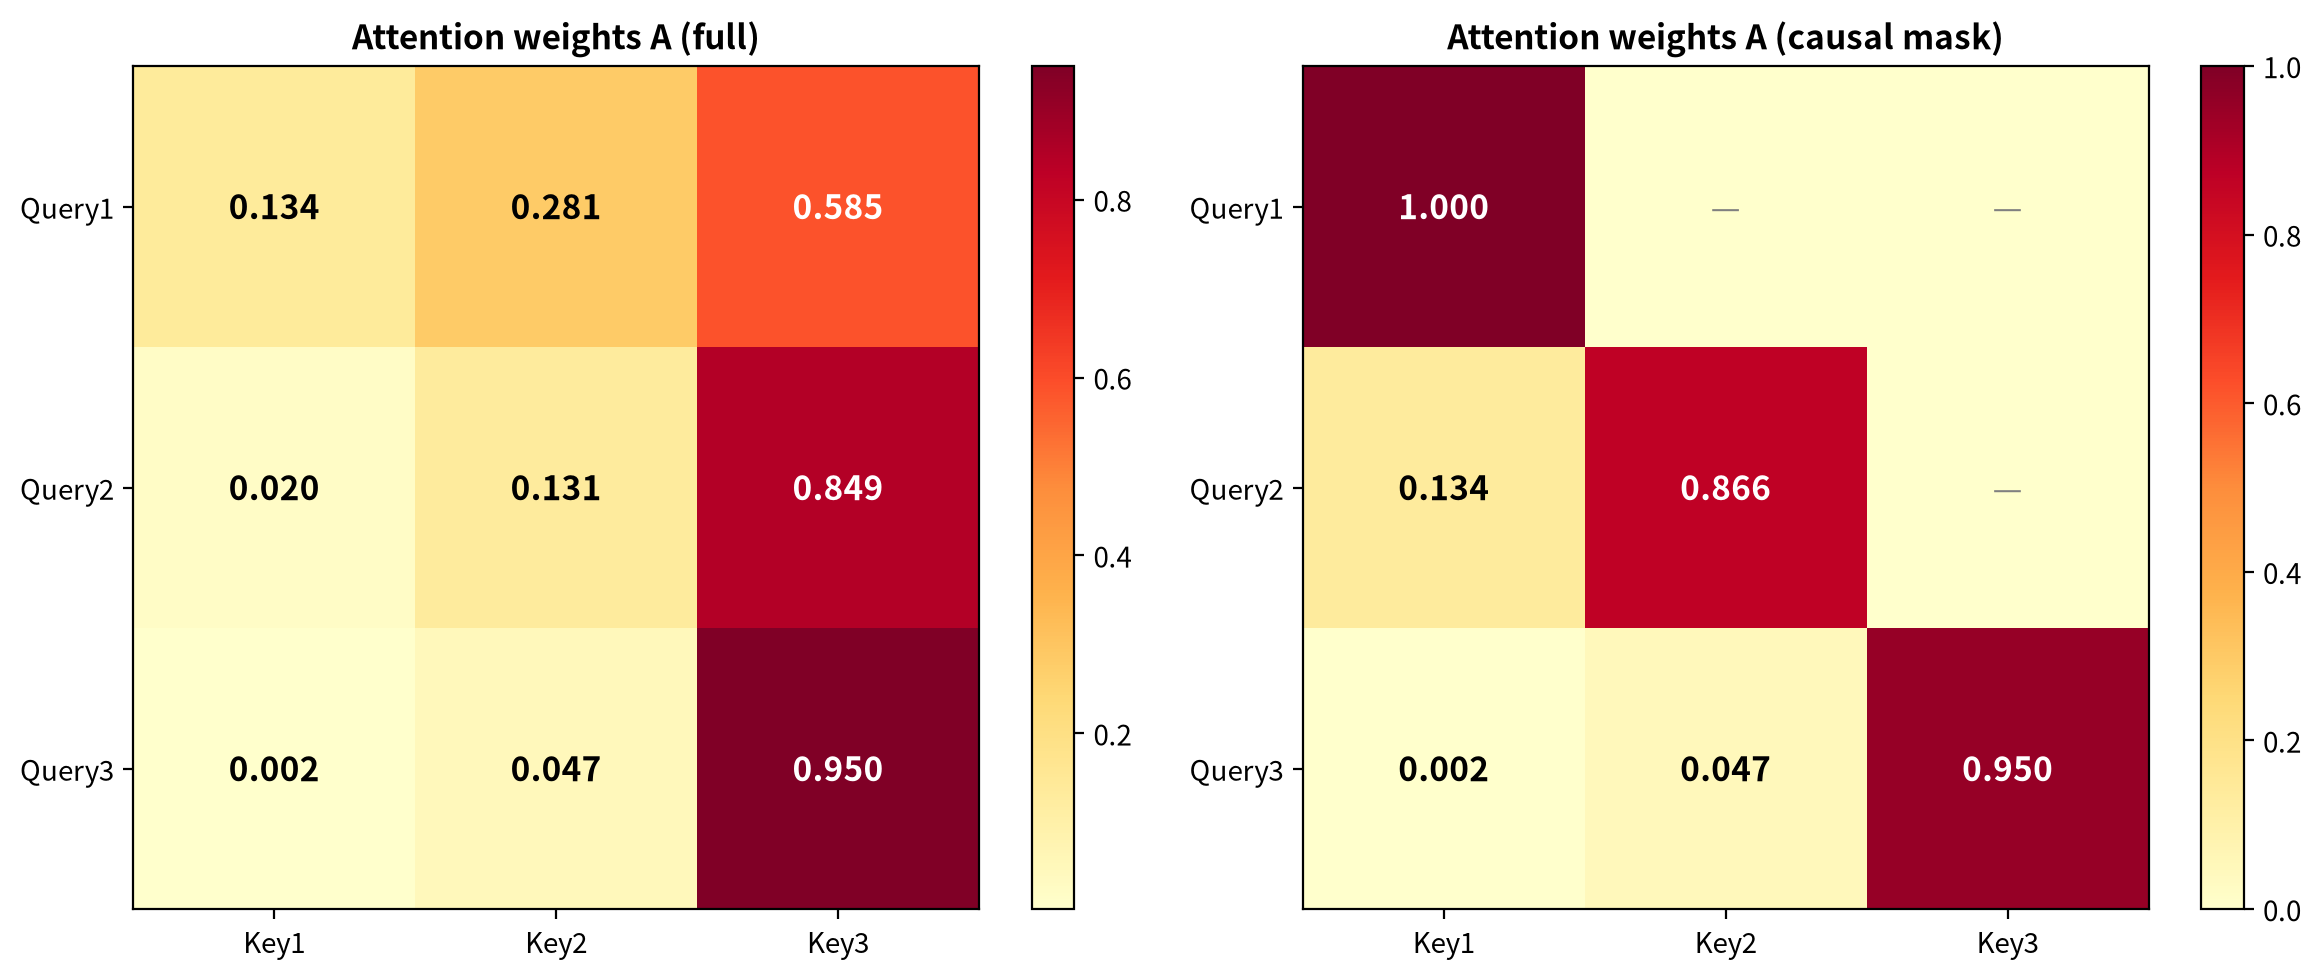 Attention weights A (full)
Query1 0.134 0.281 0.585
Query2 0.020 0.131 0.849
Query3 0.002 0.047 0.950
Key1 Key2 Key3
0.8
0.6
0.4
0.2
Attention weights A (causal mask)
Query1 1.000 — —
Query2 0.134 0.866 —
Query3 0.002 0.047 0.950
Key1 Key2 Key3
1.0
0.8
0.6
0.4
0.2
0.0